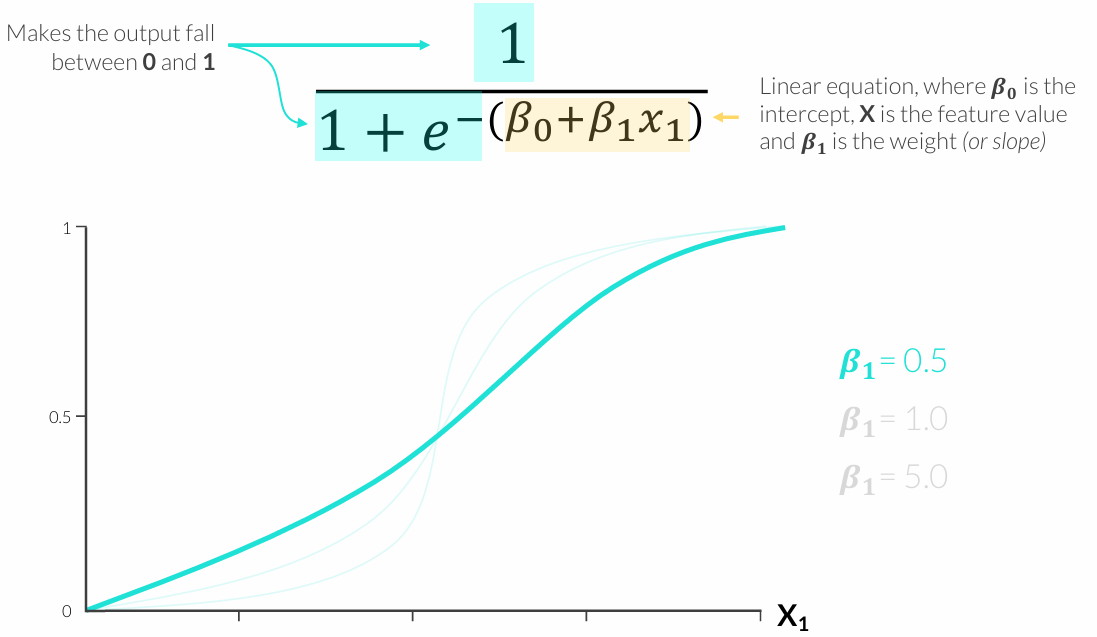 Makes the output fall
between 0 and 1
1
1 + e^−(β₀+β₁x₁)
Linear equation, where β₀ is the
intercept, X is the feature value
and β₁ is the weight (or slope)
1
0.5
0
X₁
β₁= 0.5
β₁= 1.0
β₁= 5.0